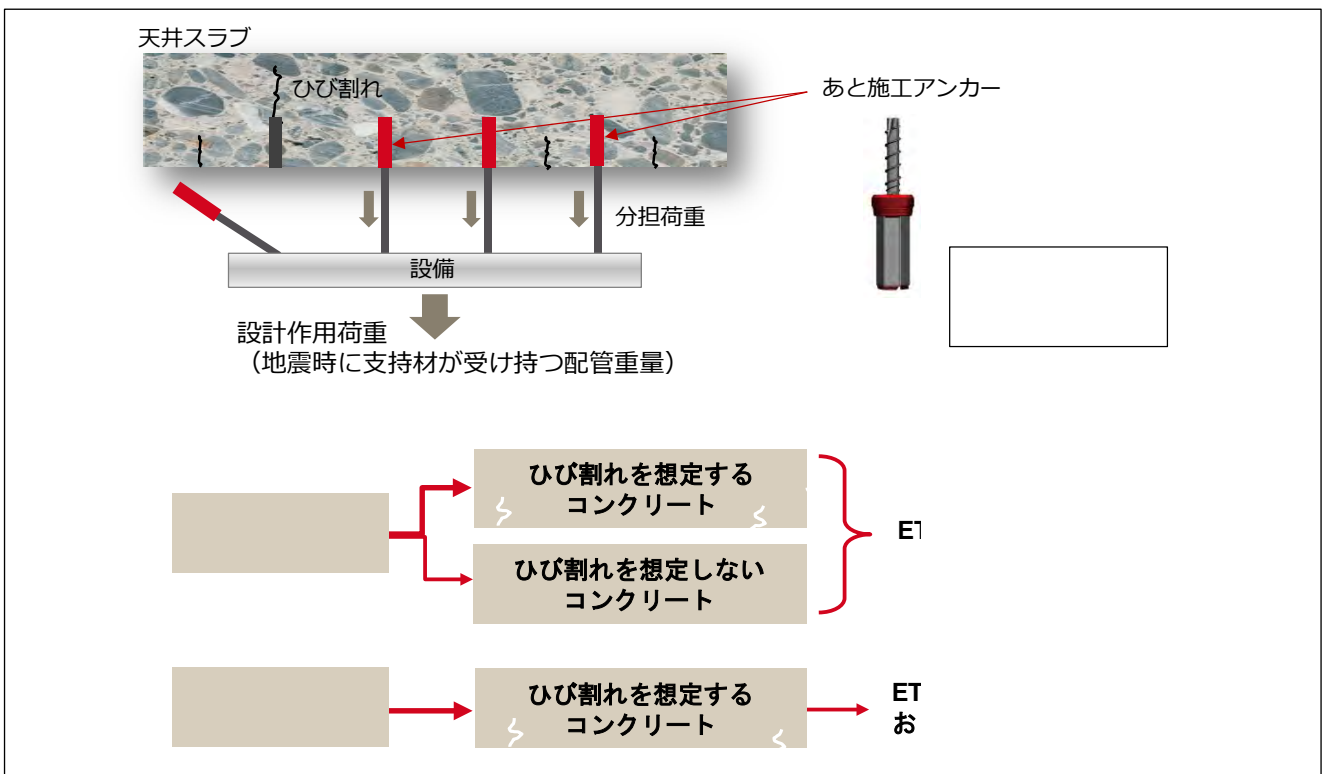 天井スラブ
ひび割れ
あと施工アンカー
分担荷重
設備
設計作用荷重
（地震時に支持材が受け持つ配管重量）
ひび割れを想定する
コンクリート
ET
ひび割れを想定しない
コンクリート
ひび割れを想定する
コンクリート
ET
お